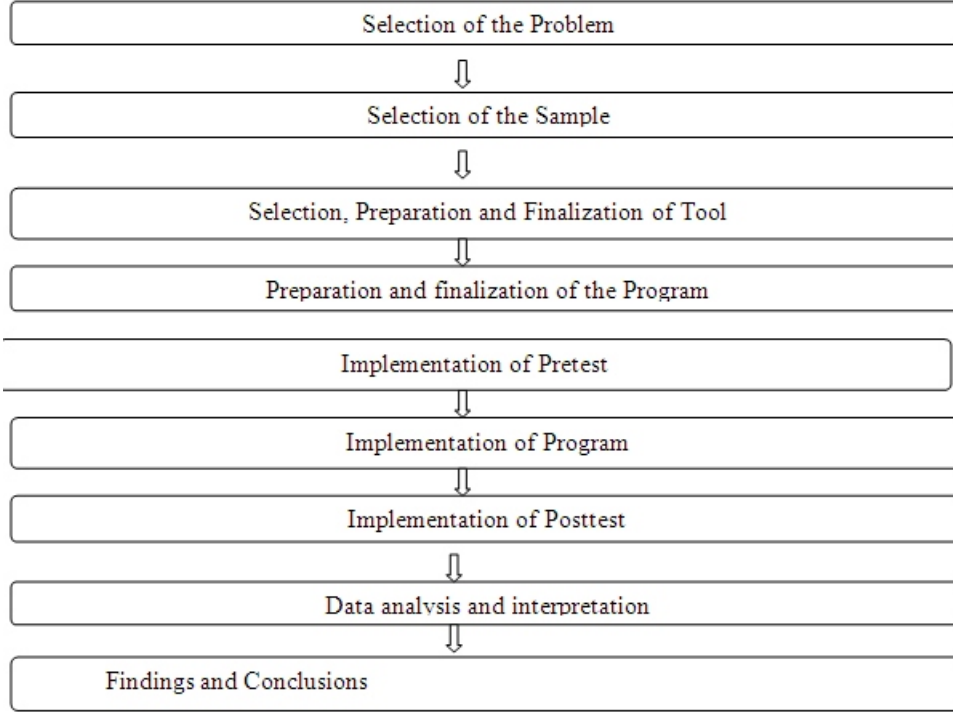 Selection of the Problem
Selection of the Sample
Selection, Preparation and Finalization of Tool
Preparation and finalization of the Program
Implementation of Pretest
Implementation of Program
Implementation of Posttest
Data analysis and interpretation
Findings and Conclusions